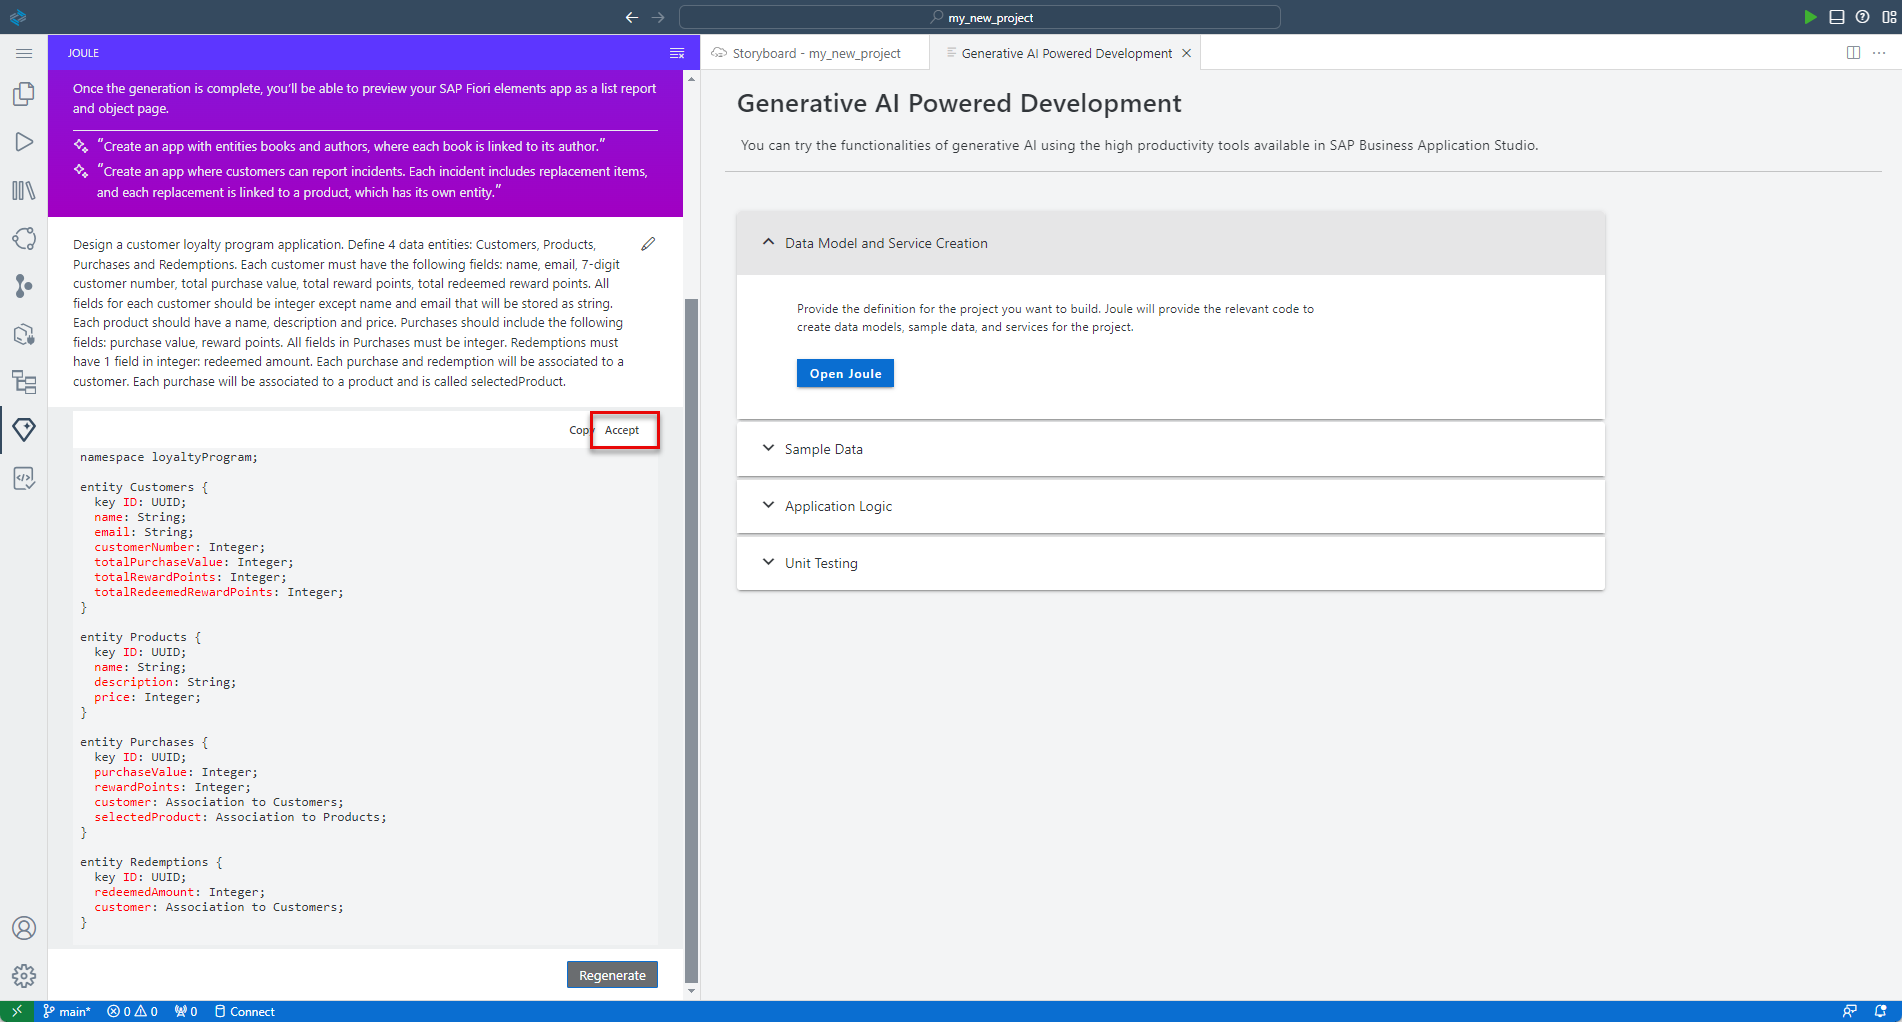 my_new_project
JOULE
Once the generation is complete, you'll be able to preview your SAP Fiori elements app as a list report
and object page.
"Create an app with entities books and authors, where each book is linked to its author."
"Create an app where customers can report incidents. Each incident includes replacement items,
and each replacement is linked to a product, which has its own entity."
Design a customer loyalty program application. Define 4 data entities: Customers, Products,
Purchases and Redemptions. Each customer must have the following fields: name, email, 7-digit
customer number, total purchase value, total reward points, total redeemed reward points. All
fields for each customer should be integer except name and email that will be stored as string.
Each product should have a name, description and price. Purchases should include the following
fields: purchase value, reward points. All fields in Purchases must be integer. Redemptions must
have 1 field in integer: redeemed amount. Each purchase and redemption will be associated to a
customer. Each purchase will be associated to a product and is called selectedProduct.
Copy Accept
namespace loyaltyProgram;
entity Customers {
key ID: UUID;
name: String;
email: String;
customerNumber: Integer;
totalPurchaseValue: Integer;
totalRewardPoints: Integer;
totalRedeemedRewardPoints: Integer;
}
entity Products {
key ID: UUID;
name: String;
description: String;
price: Integer;
}
entity Purchases {
key ID: UUID;
purchaseValue: Integer;
rewardPoints: Integer;
customer: Association to Customers;
selectedProduct: Association to Products;
}
entity Redemptions {
key ID: UUID;
redeemedAmount: Integer;
customer: Association to Customers;
}
Regenerate
Storyboard - my_new_project
Generative AI Powered Development
Generative AI Powered Development
You can try the functionalities of generative AI using the high productivity tools available in SAP Business Application Studio.
Data Model and Service Creation
Provide the definition for the project you want to build. Joule will provide the relevant code to
create data models, sample data, and services for the project.
Open Joule
Sample Data
Application Logic
Unit Testing
main* 0 0 0 Connect